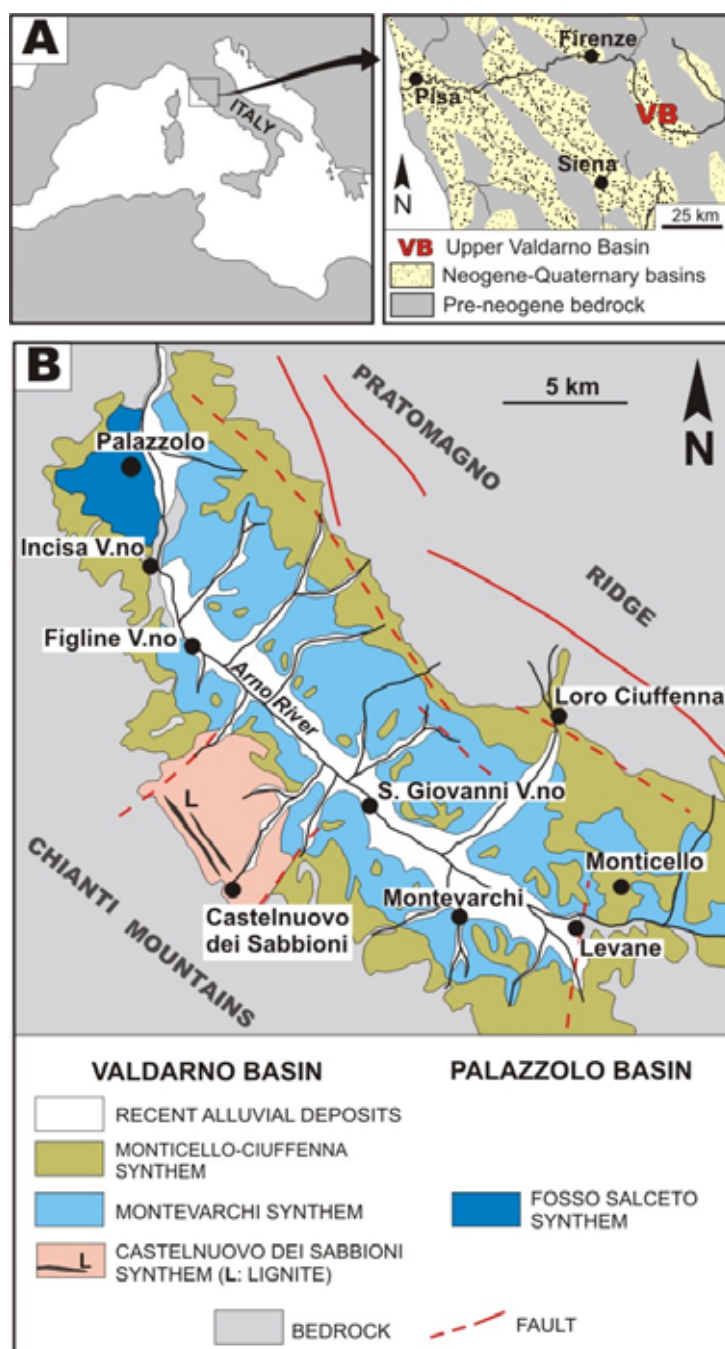 A
ITALY
Firenze
Pisa
VB
Siena
N
25 km
VB Upper Valdarno Basin
Neogene-Quaternary basins
Pre-neogene bedrock
B
5 km
N
PRATOMAGNO
RIDGE
Palazzolo
Incisa V.no
Figline V.no
Arno River
Loro Ciuffenna
L
S. Giovanni V.no
CHIANTI MOUNTAINS
Monticello
Montevarchi
Castelnuovo
dei Sabbioni
Levane
VALDARNO BASIN
PALAZZOLO BASIN
RECENT ALLUVIAL DEPOSITS
MONTICELLO-CIUFFENNA
SYNTHEM
MONTEVARCHI SYNTHEM
FOSSO SALCETO
SYNTHEM
L
CASTELNUOVO DEI SABBIONI
SYNTHEM (L: LIGNITE)
BEDROCK
FAULT